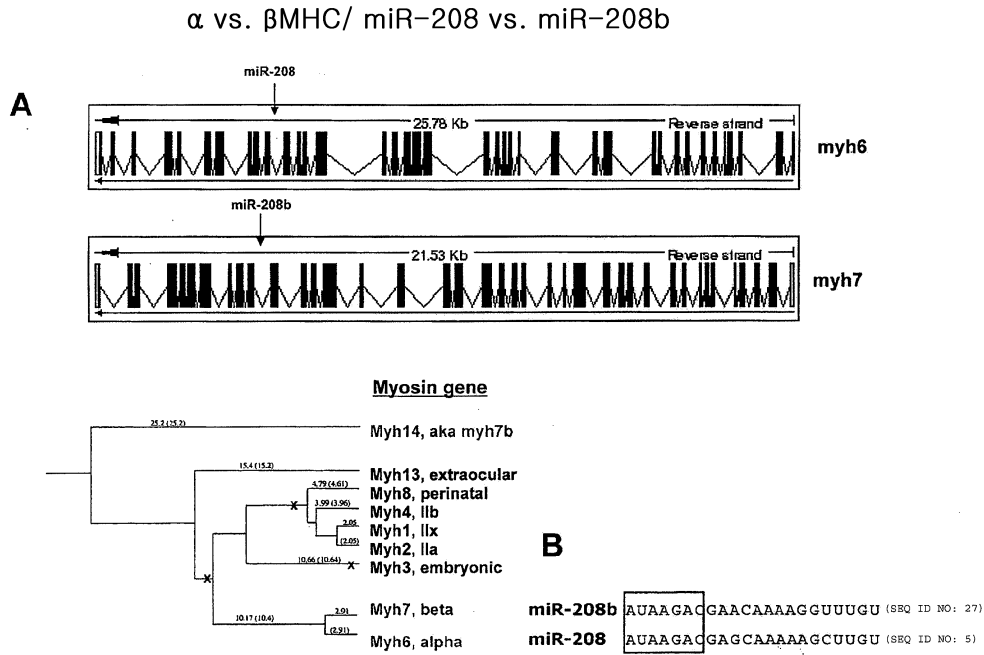 α vs. βMHC/ miR-208 vs. miR-208b
A
miR-208
25.78 Kb
Reverse strand
myh6
miR-208b
21.53 Kb
Reverse strand
myh7
Myosin gene
25.2 (25.2)
Myh14, aka myh7b
15.4 (15.2)
Myh13, extraocular
4.79 (4.61)
Myh8, perinatal
x
3.99 (3.96)
Myh4, IIb
2.05
Myh1, IIx
(2.05)
Myh2, IIa
10.66 (10.64)
x
Myh3, embryonic
x
2.91
Myh7, beta
10.17 (10.4)
(2.91)
Myh6, alpha
B
miR-208b AUAAGACGAACAAAAGGUUUGU (SEQ ID NO: 27)
miR-208 AUAAGACGAGCAAAAAGCUUGU (SEQ ID NO: 5)